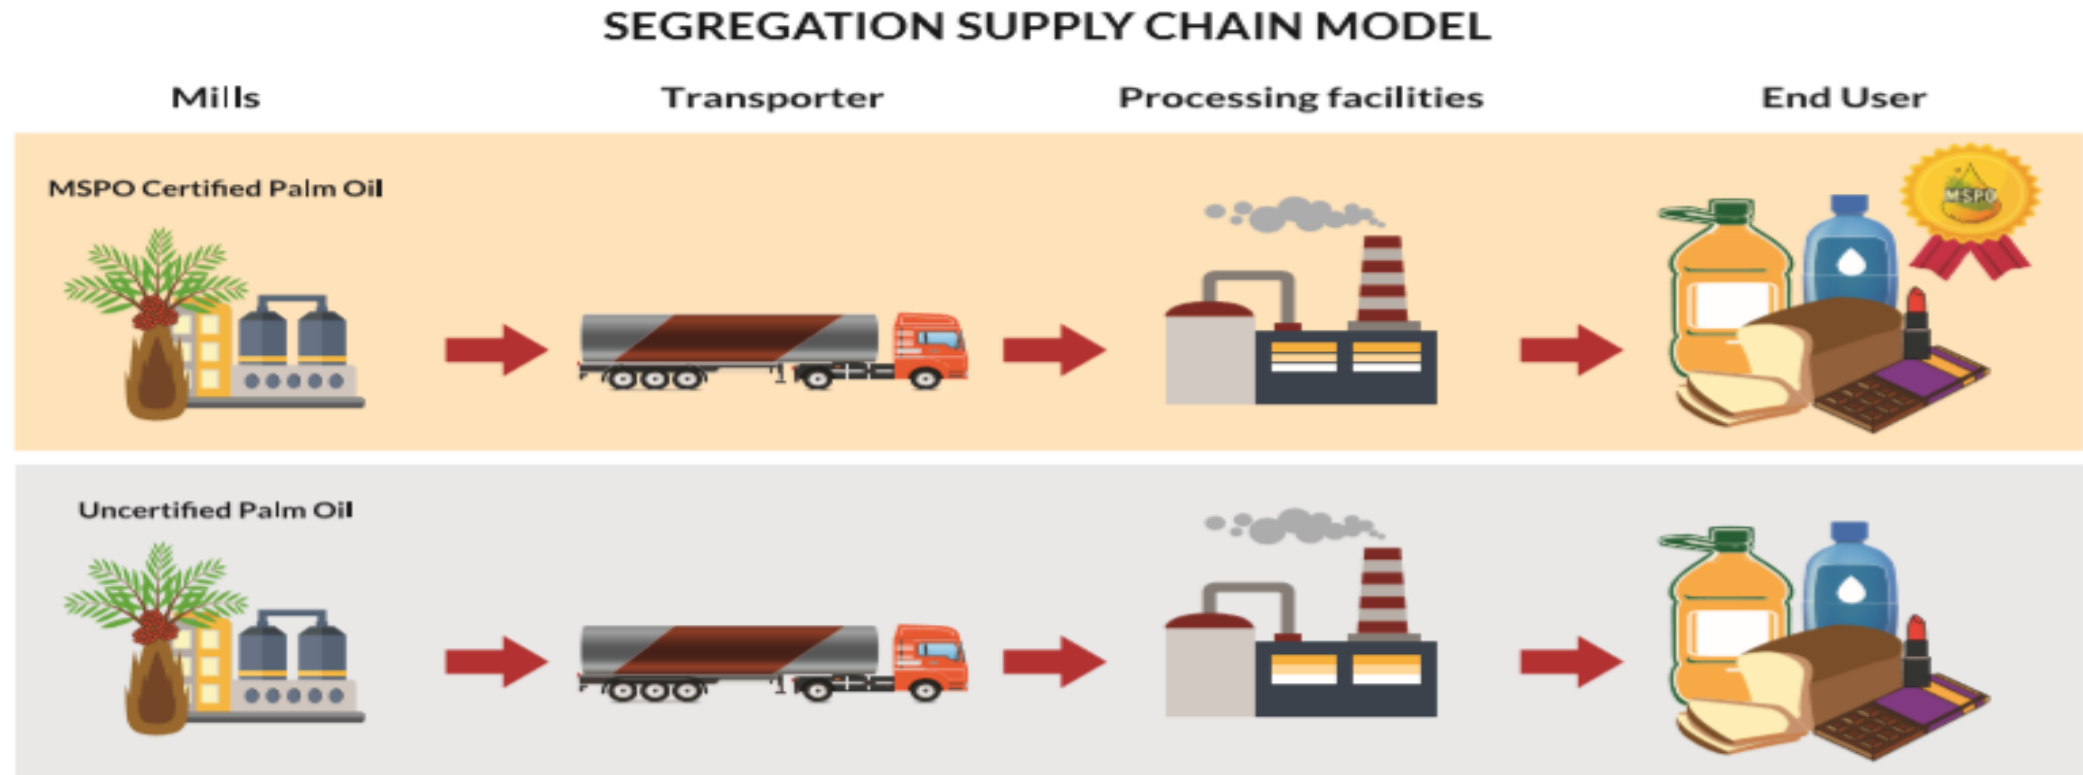 SEGREGATION SUPPLY CHAIN MODEL
Mills
Transporter
Processing facilities
End User
MSPO Certified Palm Oil
MSPO
Uncertified Palm Oil